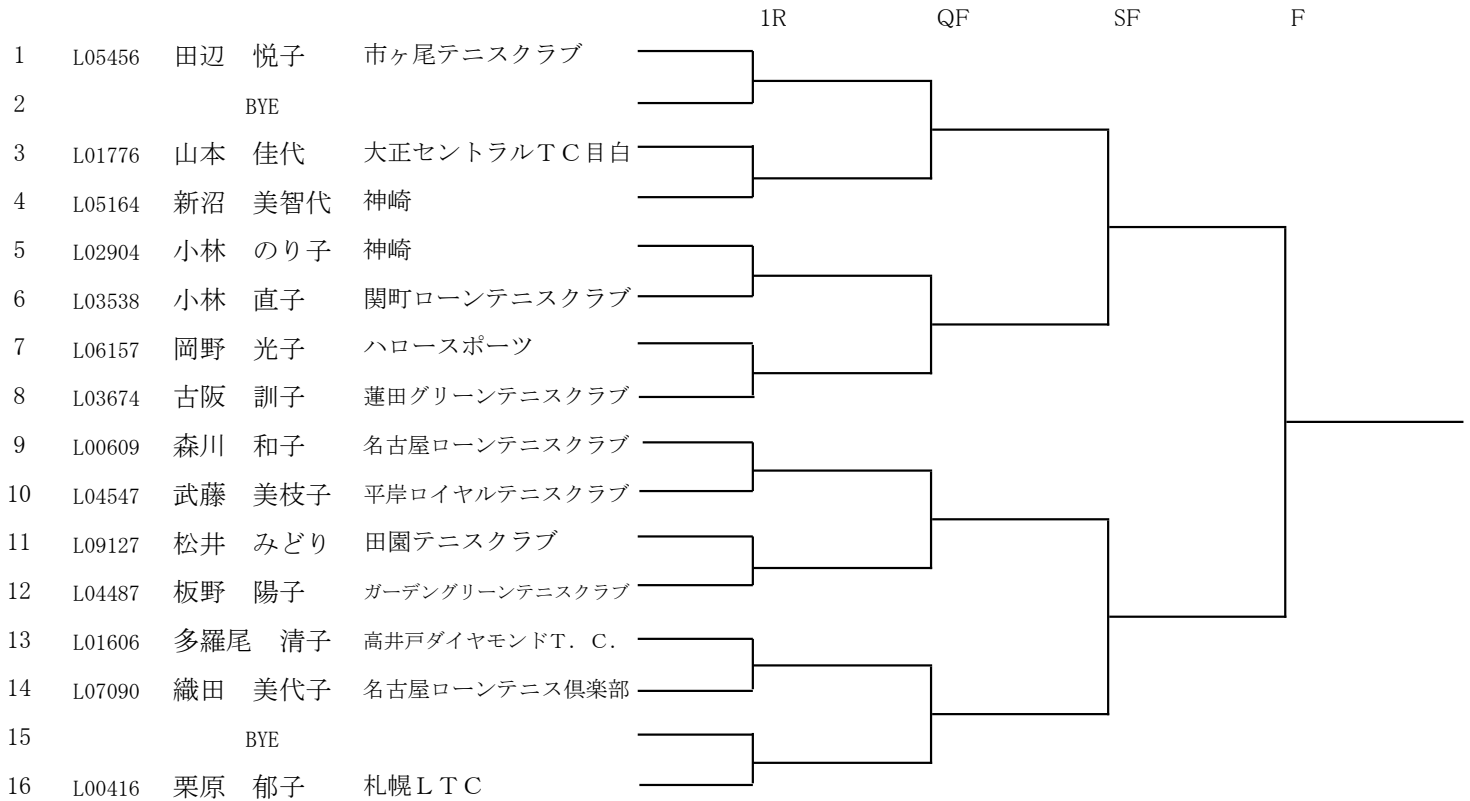 1R QF SF F
1 L05456 田辺　悦子 市ヶ尾テニスクラブ
2 BYE
3 L01776 山本　佳代 大正セントラルＴＣ目白
4 L05164 新沼　美智代 神崎
5 L02904 小林　のり子 神崎
6 L03538 小林　直子 関町ローンテニスクラブ
7 L06157 岡野　光子 ハロースポーツ
8 L03674 古阪　訓子 蓮田グリーンテニスクラブ
9 L00609 森川　和子 名古屋ローンテニスクラブ
10 L04547 武藤　美枝子 平岸ロイヤルテニスクラブ
11 L09127 松井　みどり 田園テニスクラブ
12 L04487 板野　陽子 ガーデングリーンテニスクラブ
13 L01606 多羅尾　清子 高井戸ダイヤモンドＴ．Ｃ．
14 L07090 織田　美代子 名古屋ローンテニス倶楽部
15 BYE
16 L00416 栗原　郁子 札幌ＬＴＣ